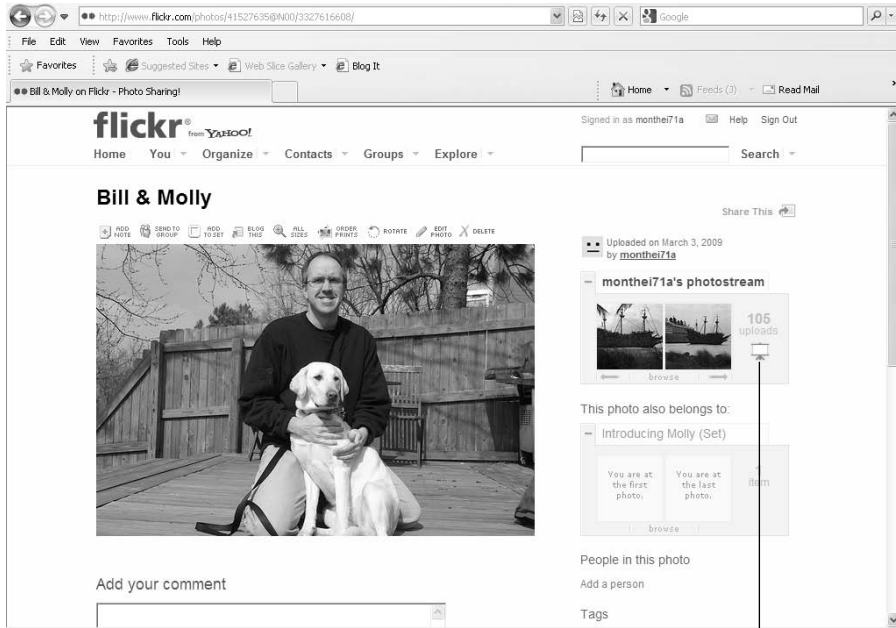 http://www.flickr.com/photos/41527635@N00/3327616608/
Google
File Edit View Favorites Tools Help
Favorites Suggested Sites Web Slice Gallery Blog It
Bill & Molly on Flickr - Photo Sharing!
Home Feeds (3) Read Mail
flickr® from YAHOO!
Signed in as monthei71a Help Sign Out
Home You Organize Contacts Groups Explore
Search
Bill & Molly
Share This
ADD NOTE SEND TO GROUP ADD TO SET BLOG THIS ALL SIZES ORDER PRINTS ROTATE EDIT PHOTO DELETE
Uploaded on March 3, 2009
by monthei71a
monthei71a's photostream
105
uploads
browse
This photo also belongs to:
Introducing Molly (Set)
You are at the first photo.
You are at the last photo.
1
item
browse
People in this photo
Add a person
Tags
Add your comment